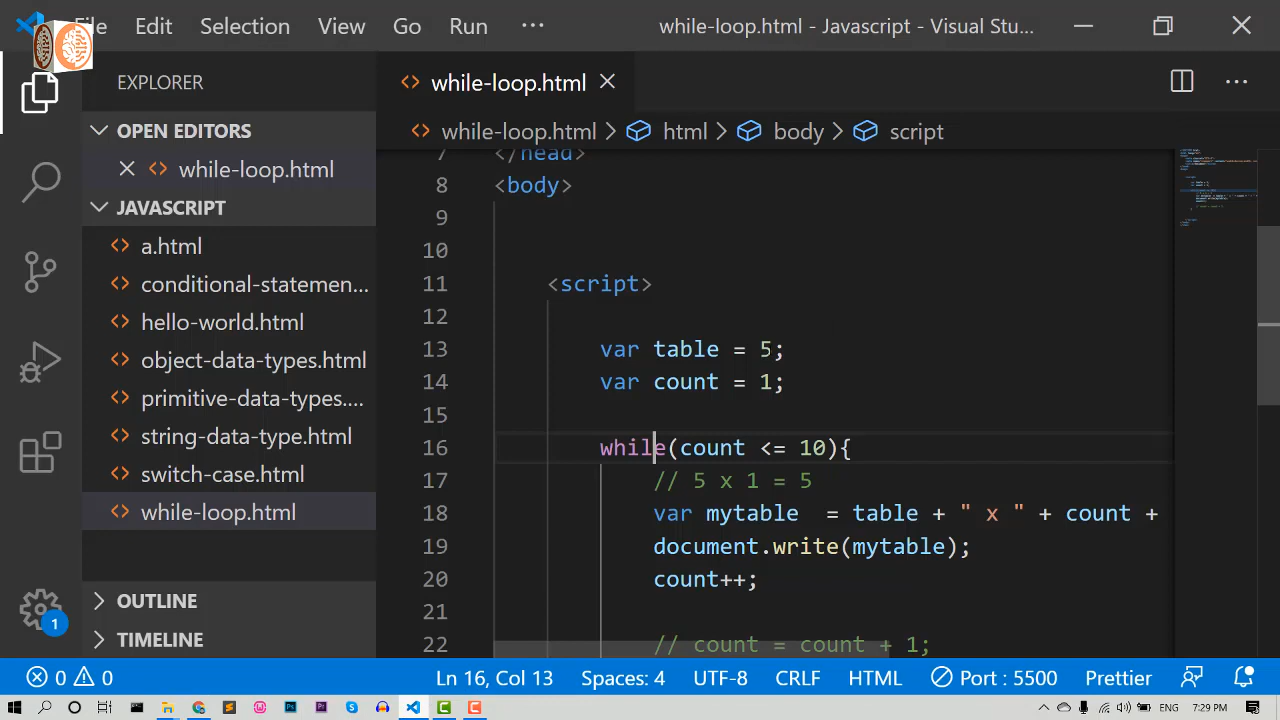 File Edit Selection View Go Run ··· while-loop.html - Javascript - Visual Stu...
EXPLORER
OPEN EDITORS
while-loop.html
JAVASCRIPT
a.html
conditional-statemen...
hello-world.html
object-data-types.html
primitive-data-types....
string-data-type.html
switch-case.html
while-loop.html
OUTLINE
TIMELINE
1
while-loop.html
while-loop.html > html > body > script
7 </head>
8 <body>
9
10
11 <script>
12
13 var table = 5;
14 var count = 1;
15
16 while(count <= 10){
17 // 5 x 1 = 5
18 var mytable = table + " x " + count +
19 document.write(mytable);
20 count++;
21
22 // count = count + 1;
0 0 Ln 16, Col 13 Spaces: 4 UTF-8 CRLF HTML Port : 5500 Prettier
7:29 PM